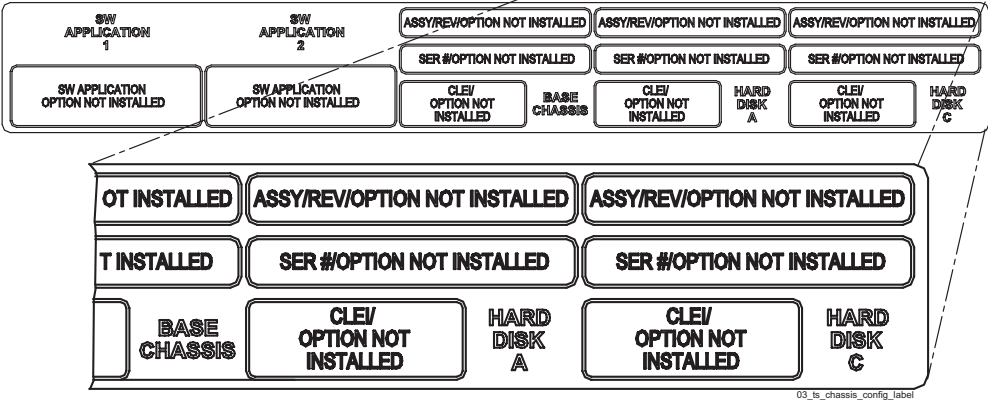 SW
APPLICATION
1
SW
APPLICATION
2
ASSY/REV/OPTION NOT INSTALLED
ASSY/REV/OPTION NOT INSTALLED
ASSY/REV/OPTION NOT INSTALLED
SER #/OPTION NOT INSTALLED
SER #/OPTION NOT INSTALLED
SER #/OPTION NOT INSTALLED
SW APPLICATION
OPTION NOT INSTALLED
SW APPLICATION
OPTION NOT INSTALLED
CLEI/
OPTION NOT
INSTALLED
BASE
CHASSIS
CLEI/
OPTION NOT
INSTALLED
HARD
DISK
A
CLEI/
OPTION NOT
INSTALLED
HARD
DISK
C
OT INSTALLED
ASSY/REV/OPTION NOT INSTALLED
ASSY/REV/OPTION NOT INSTALLED
T INSTALLED
SER #/OPTION NOT INSTALLED
SER #/OPTION NOT INSTALLED
BASE
CHASSIS
CLEI/
OPTION NOT
INSTALLED
HARD
DISK
A
CLEI/
OPTION NOT
INSTALLED
HARD
DISK
C
03_ts_chassis_config_label